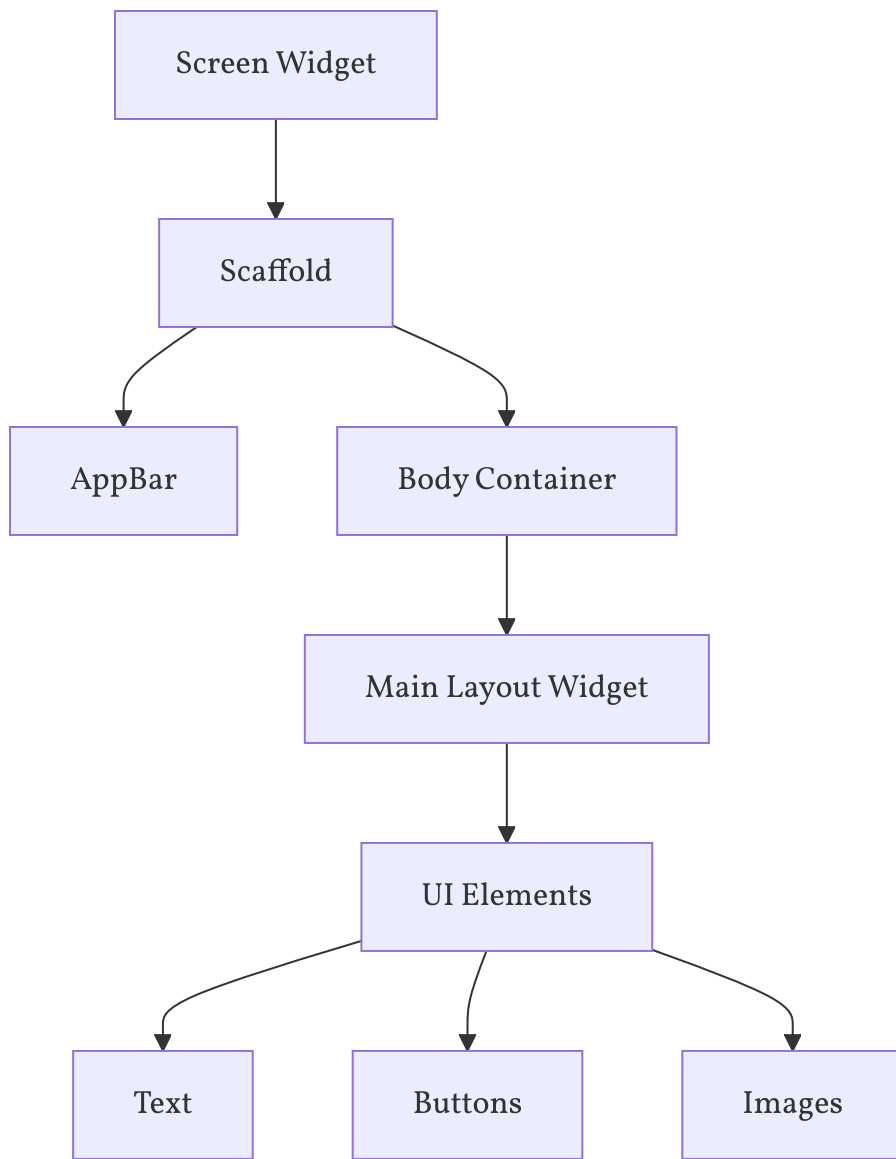 Screen Widget
Scaffold
AppBar
Body Container
Main Layout Widget
UI Elements
Text
Buttons
Images